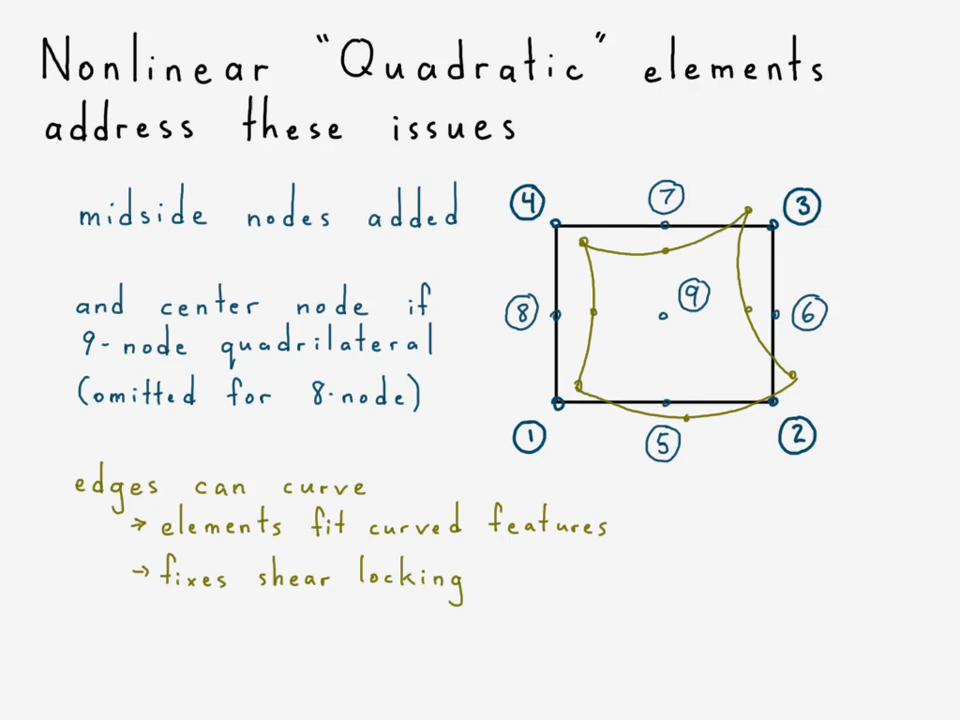 Nonlinear "Quadratic" elements
address these issues
midside nodes added
and center node if
9-node quadrilateral
(omitted for 8-node)
4
7
3
8
9
6
1
5
2
edges can curve
→ elements fit curved features
→ fixes shear locking